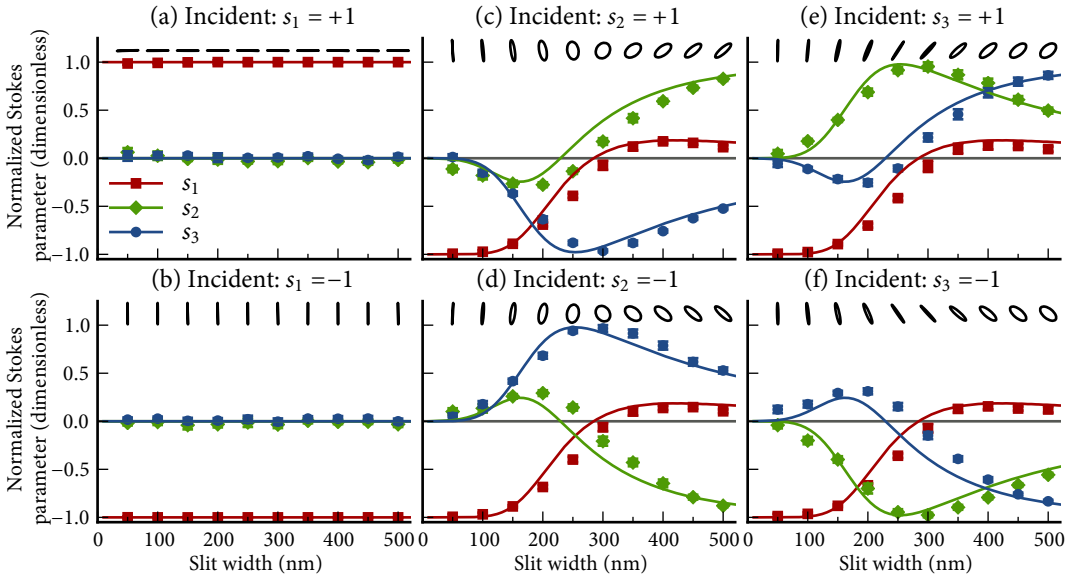 (a) Incident: s₁ = +1
(c) Incident: s₂ = +1
(e) Incident: s₃ = +1
Normalized Stokes
parameter (dimensionless)
1.0
0.5
0.0
−0.5
−1.0
s₁
s₂
s₃
(b) Incident: s₁ =−1
(d) Incident: s₂ =−1
(f) Incident: s₃ =−1
Normalized Stokes
parameter (dimensionless)
1.0
0.5
0.0
−0.5
−1.0
0 100 200 300 400 500
0 100 200 300 400 500
0 100 200 300 400 500
Slit width (nm)
Slit width (nm)
Slit width (nm)